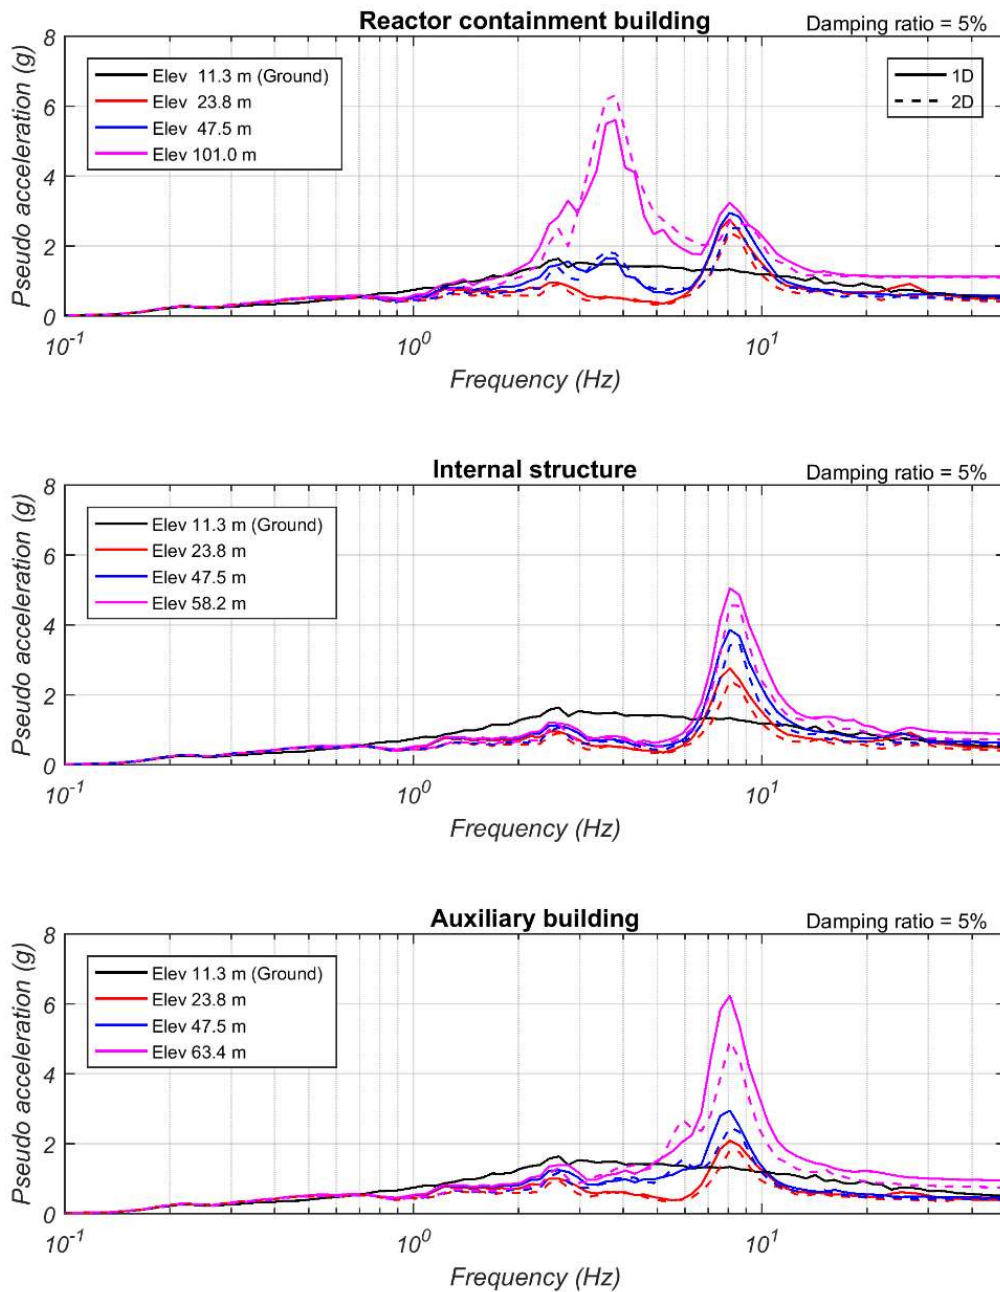 Reactor containment building
Damping ratio = 5%
Pseudo acceleration (g)
8
6
4
2
0
Elev 11.3 m (Ground)
Elev 23.8 m
Elev 47.5 m
Elev 101.0 m
1D
2D
10^-1
10^0
10^1
Frequency (Hz)
Internal structure
Damping ratio = 5%
Pseudo acceleration (g)
8
6
4
2
0
Elev 11.3 m (Ground)
Elev 23.8 m
Elev 47.5 m
Elev 58.2 m
10^-1
10^0
10^1
Frequency (Hz)
Auxiliary building
Damping ratio = 5%
Pseudo acceleration (g)
8
6
4
2
0
Elev 11.3 m (Ground)
Elev 23.8 m
Elev 47.5 m
Elev 63.4 m
10^-1
10^0
10^1
Frequency (Hz)